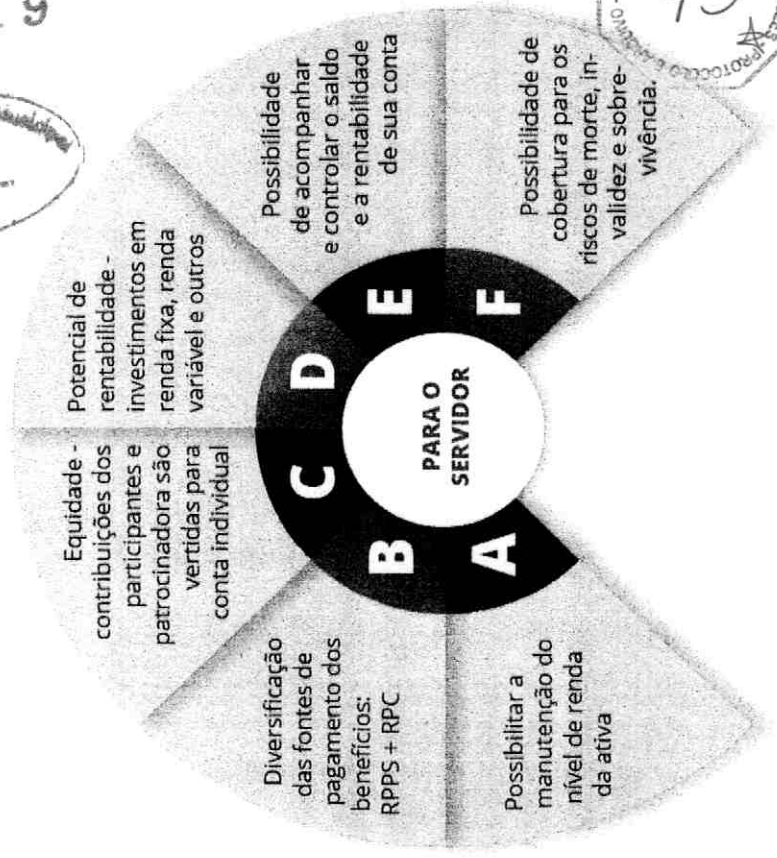 PARA O
SERVIDOR
A
Possibilitar a
manutenção do
nível de renda
da ativa
B
Diversificação
das fontes de
pagamento dos
benefícios:
RPPS + RPC
C
Equidade -
contribuições dos
participantes e
patrocinadora são
vertidas para
conta individual
D
Potencial de
rentabilidade -
investimentos em
renda fixa, renda
variável e outros
E
Possibilidade
de acompanhar
e controlar o saldo
e a rentabilidade
de sua conta
F
Possibilidade de
cobertura para os
riscos de morte, in-
validez e sobre-
vivência.
PROTOCOLO E ARQUIVO